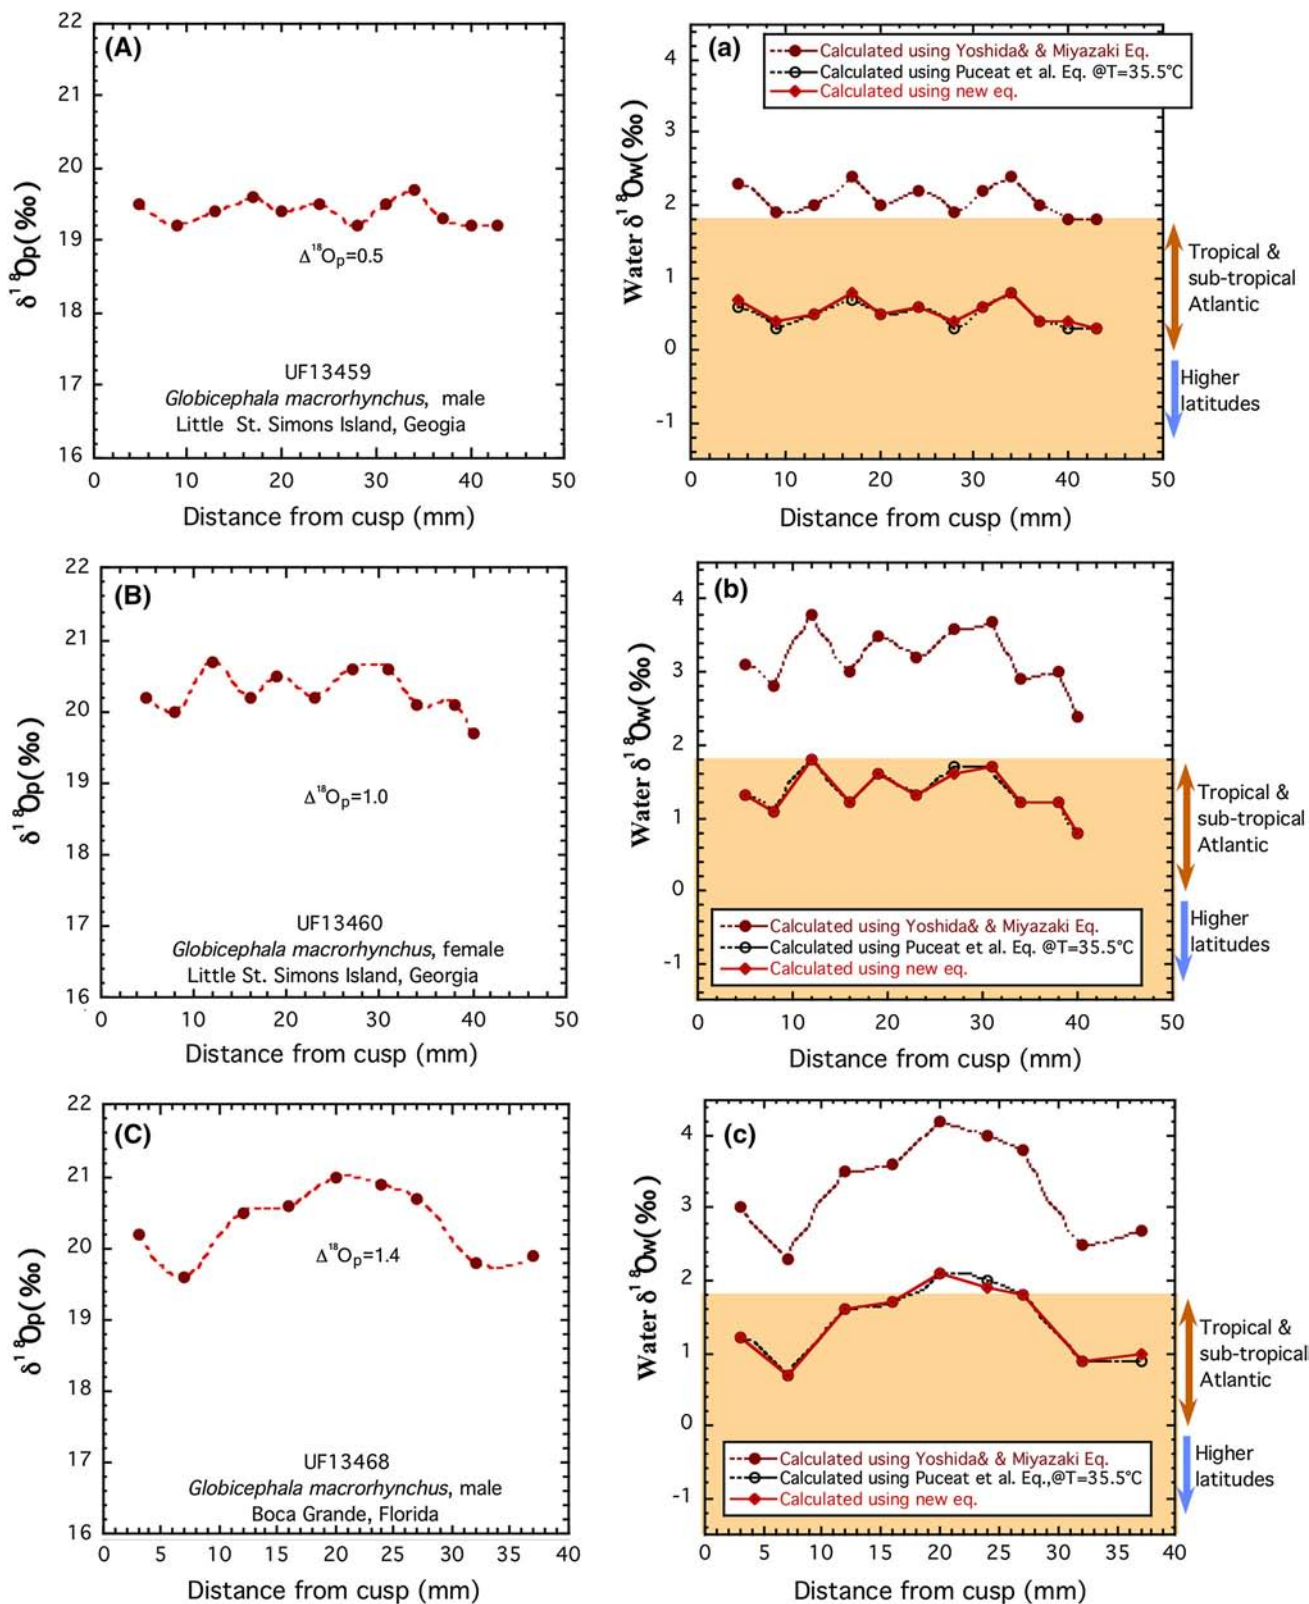 (A)
22
21
20
19
18
17
16
δ18Op(‰)
Δ18Op=0.5
UF13459
Globicephala macrorhynchus, male
Little St. Simons Island, Geogia
0 10 20 30 40 50
Distance from cusp (mm)
(a)
Calculated using Yoshida& & Miyazaki Eq.
Calculated using Puceat et al. Eq. @T=35.5°C
Calculated using new eq.
4
3
2
1
0
-1
Water δ18Ow(‰)
Tropical &
sub-tropical
Atlantic
Higher
latitudes
0 10 20 30 40 50
Distance from cusp (mm)
(B)
22
21
20
19
18
17
16
δ18Op(‰)
Δ18Op=1.0
UF13460
Globicephala macrorhynchus, female
Little St. Simons Island, Georgia
0 10 20 30 40 50
Distance from cusp (mm)
(b)
4
3
2
1
0
-1
Water δ18Ow(‰)
Tropical &
sub-tropical
Atlantic
Calculated using Yoshida& & Miyazaki Eq.
Calculated using Puceat et al. Eq. @T=35.5°C
Calculated using new eq.
Higher
latitudes
0 10 20 30 40 50
Distance from cusp (mm)
(C)
22
21
20
19
18
17
16
δ18Op(‰)
Δ18Op=1.4
UF13468
Globicephala macrorhynchus, male
Boca Grande, Florida
0 5 10 15 20 25 30 35 40
Distance from cusp (mm)
(c)
4
3
2
1
0
-1
Water δ18Ow(‰)
Tropical &
sub-tropical
Atlantic
Calculated using Yoshida& & Miyazaki Eq.
Calculated using Puceat et al. Eq.,@T=35.5°C
Calculated using new eq.
Higher
latitudes
0 5 10 15 20 25 30 35 40
Distance from cusp (mm)